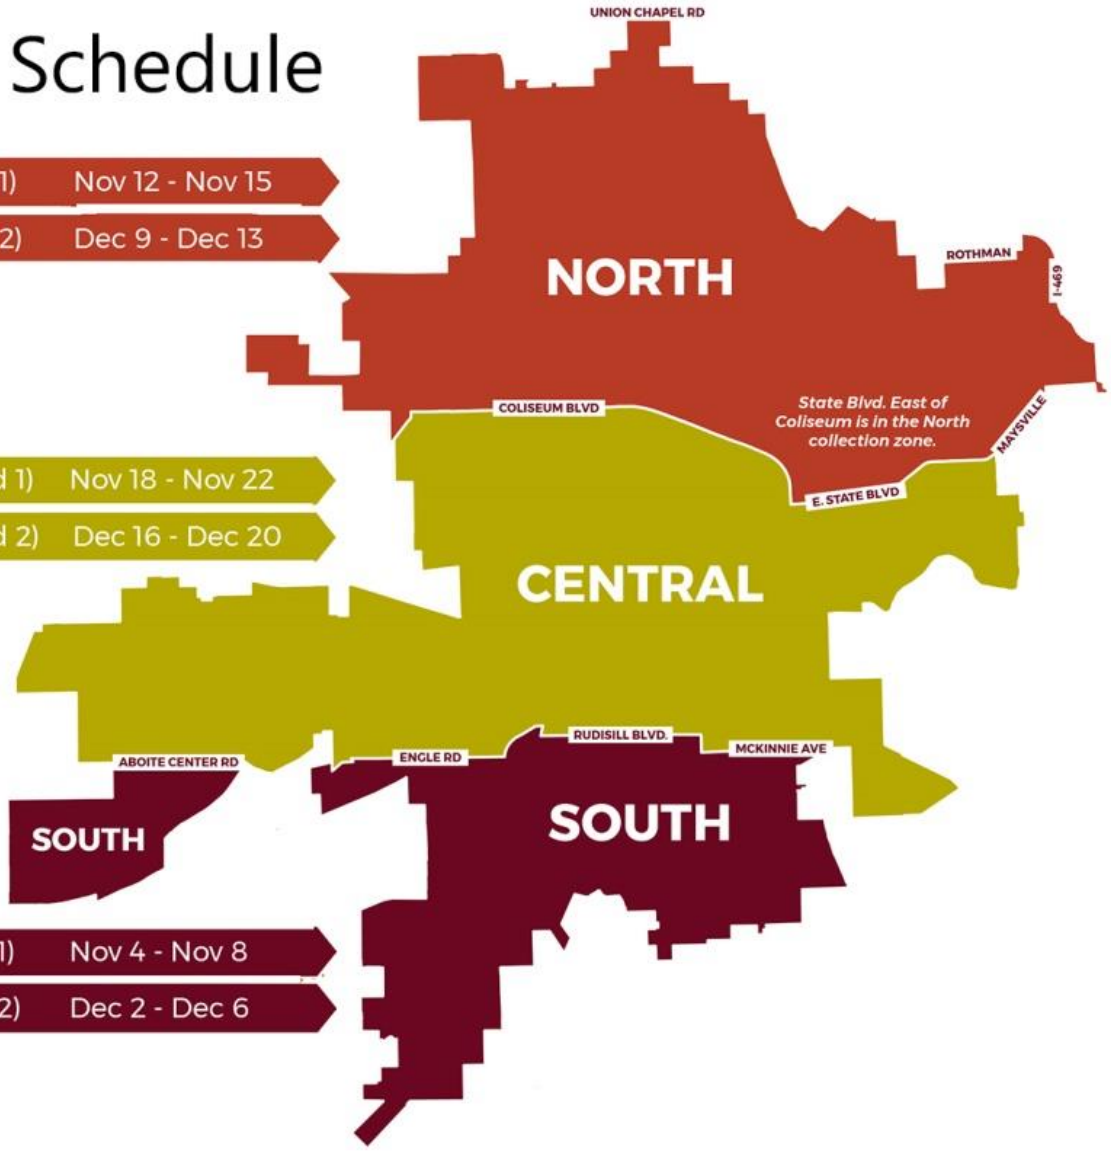 UNION CHAPEL RD
Schedule
1) Nov 12 - Nov 15
2) Dec 9 - Dec 13
NORTH
ROTHMAN
I-469
State Blvd. East of
Coliseum is in the North
collection zone.
MAYSVILLE
COLISEUM BLVD
E. STATE BLVD
d 1) Nov 18 - Nov 22
d 2) Dec 16 - Dec 20
CENTRAL
RUDISILL BLVD.
MCKINNIE AVE
ENGLE RD
ABOITE CENTER RD
SOUTH
SOUTH
1) Nov 4 - Nov 8
2) Dec 2 - Dec 6